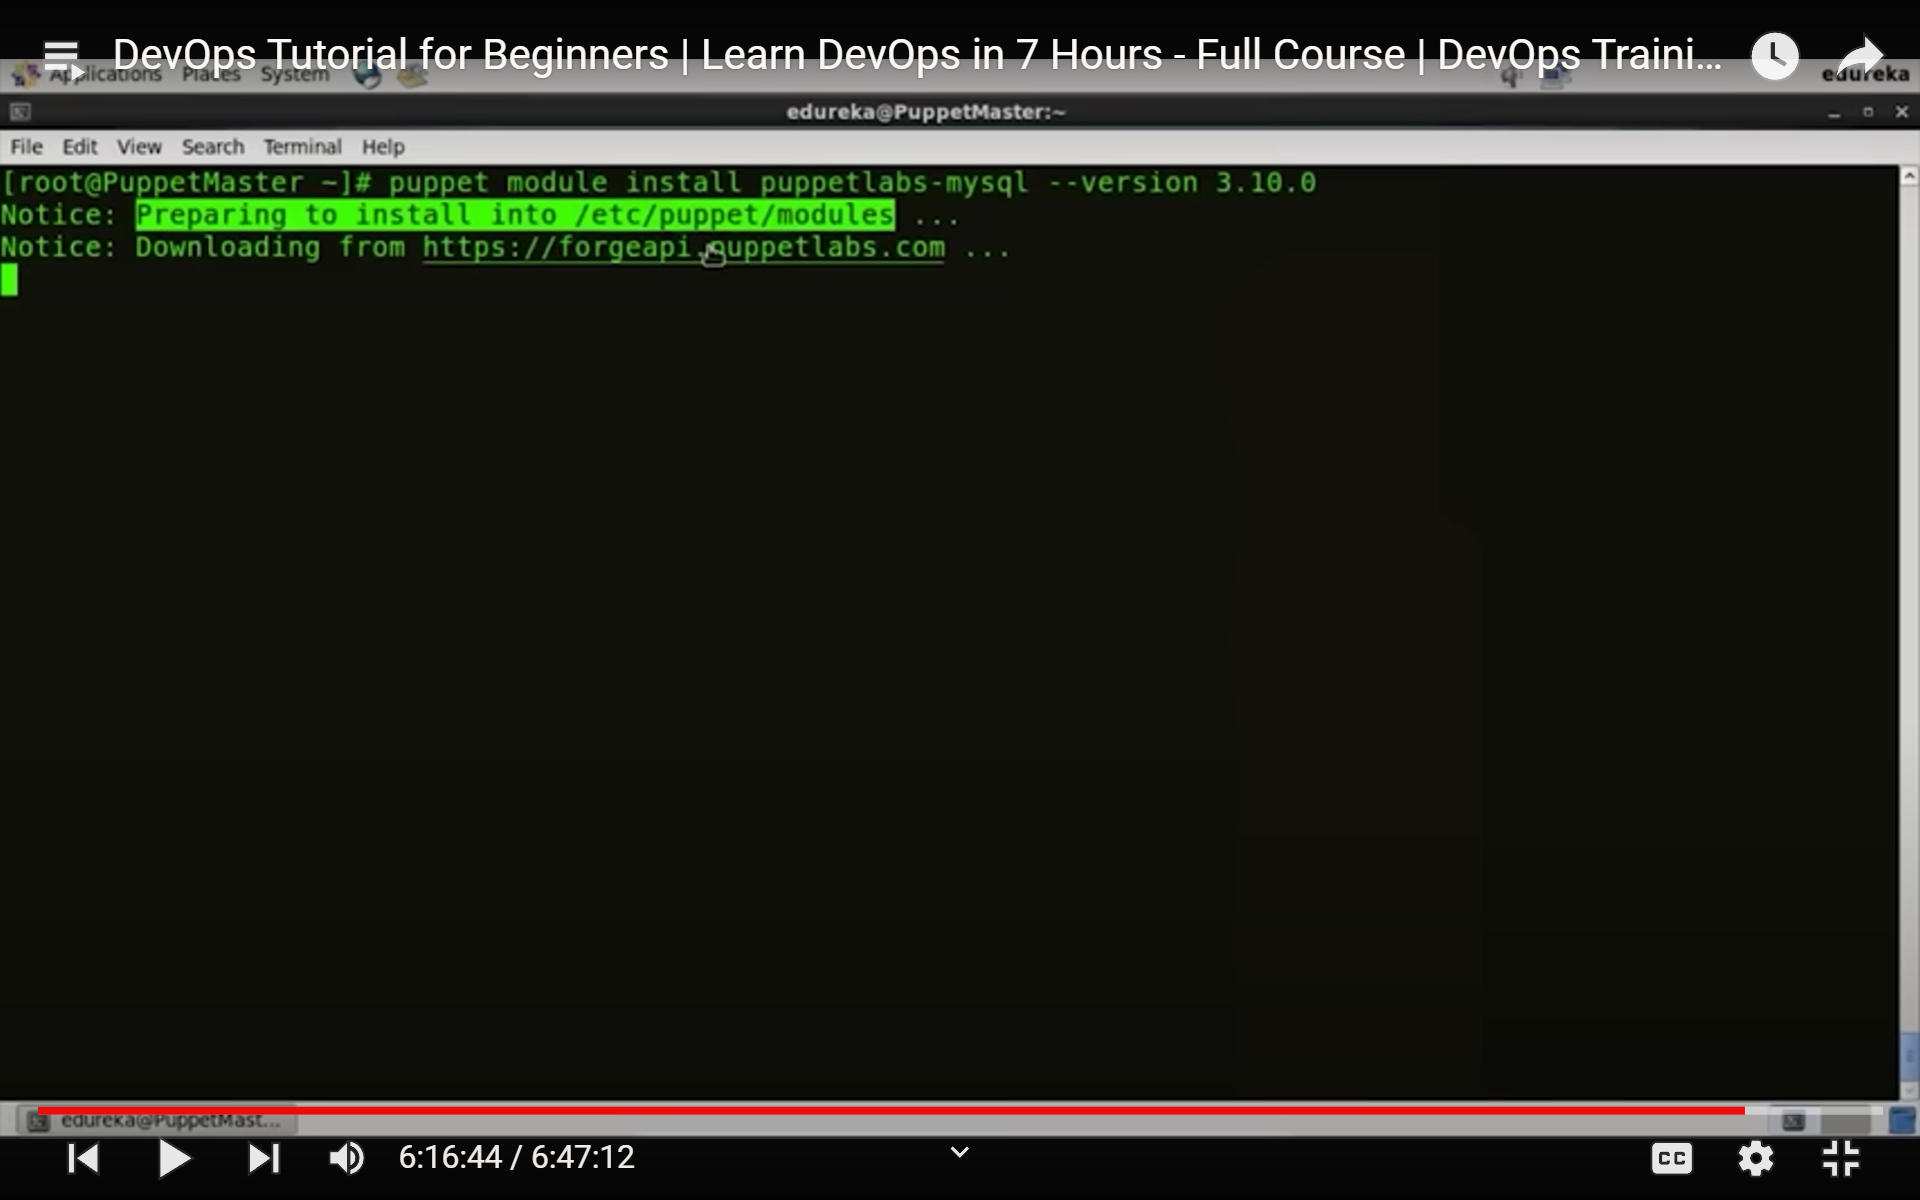 DevOps Tutorial for Beginners | Learn DevOps in 7 Hours - Full Course | DevOps Traini...
Applications Places System edureka
edureka@PuppetMaster:~
File Edit View Search Terminal Help
[root@PuppetMaster ~]# puppet module install puppetlabs-mysql --version 3.10.0
Notice: Preparing to install into /etc/puppet/modules ...
Notice: Downloading from https://forgeapi.puppetlabs.com ...
edureka@PuppetMast...
6:16:44 / 6:47:12
CC